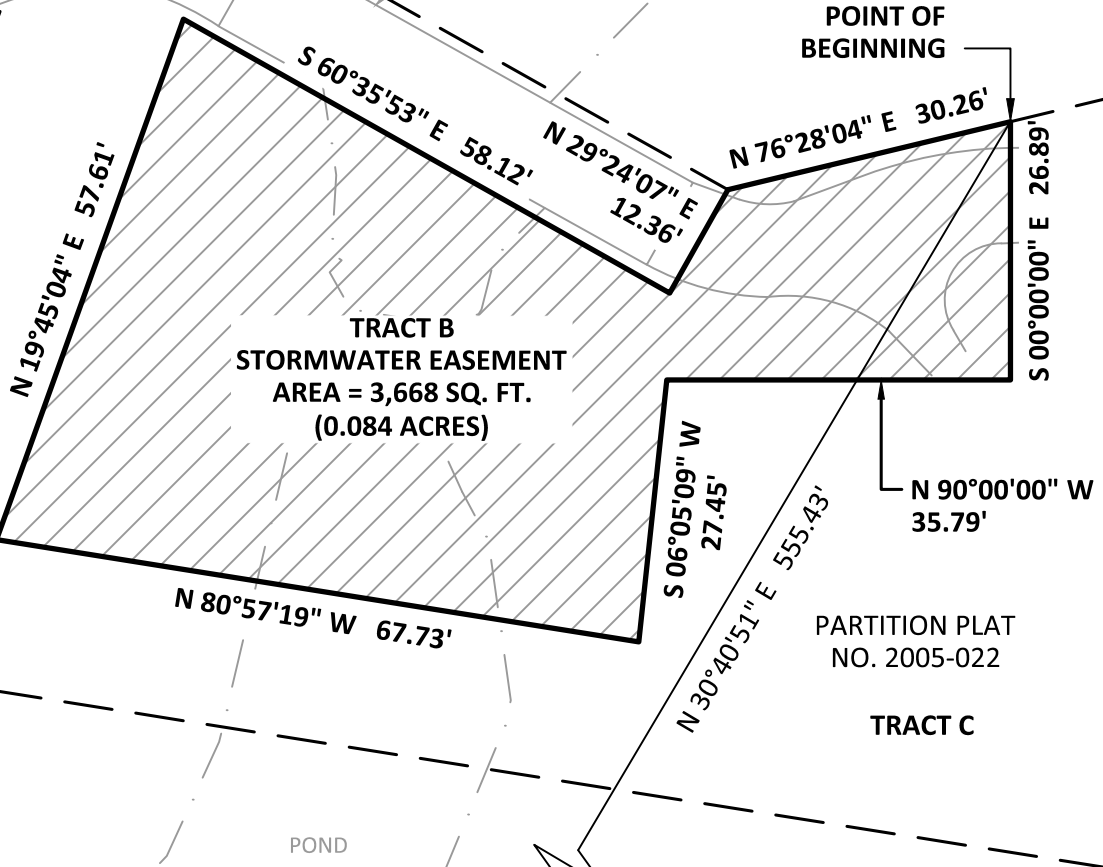 POINT OF
BEGINNING
S 60°35'53" E 58.12'
N 29°24'07" E
12.36'
N 76°28'04" E 30.26'
S 00°00'00" E 26.89'
N 19°45'04" E 57.61'
TRACT B
STORMWATER EASEMENT
AREA = 3,668 SQ. FT.
(0.084 ACRES)
S 06°05'09" W
27.45'
N 90°00'00" W
35.79'
N 80°57'19" W 67.73'
N 30°40'51" E 555.43'
PARTITION PLAT
NO. 2005-022
TRACT C
POND